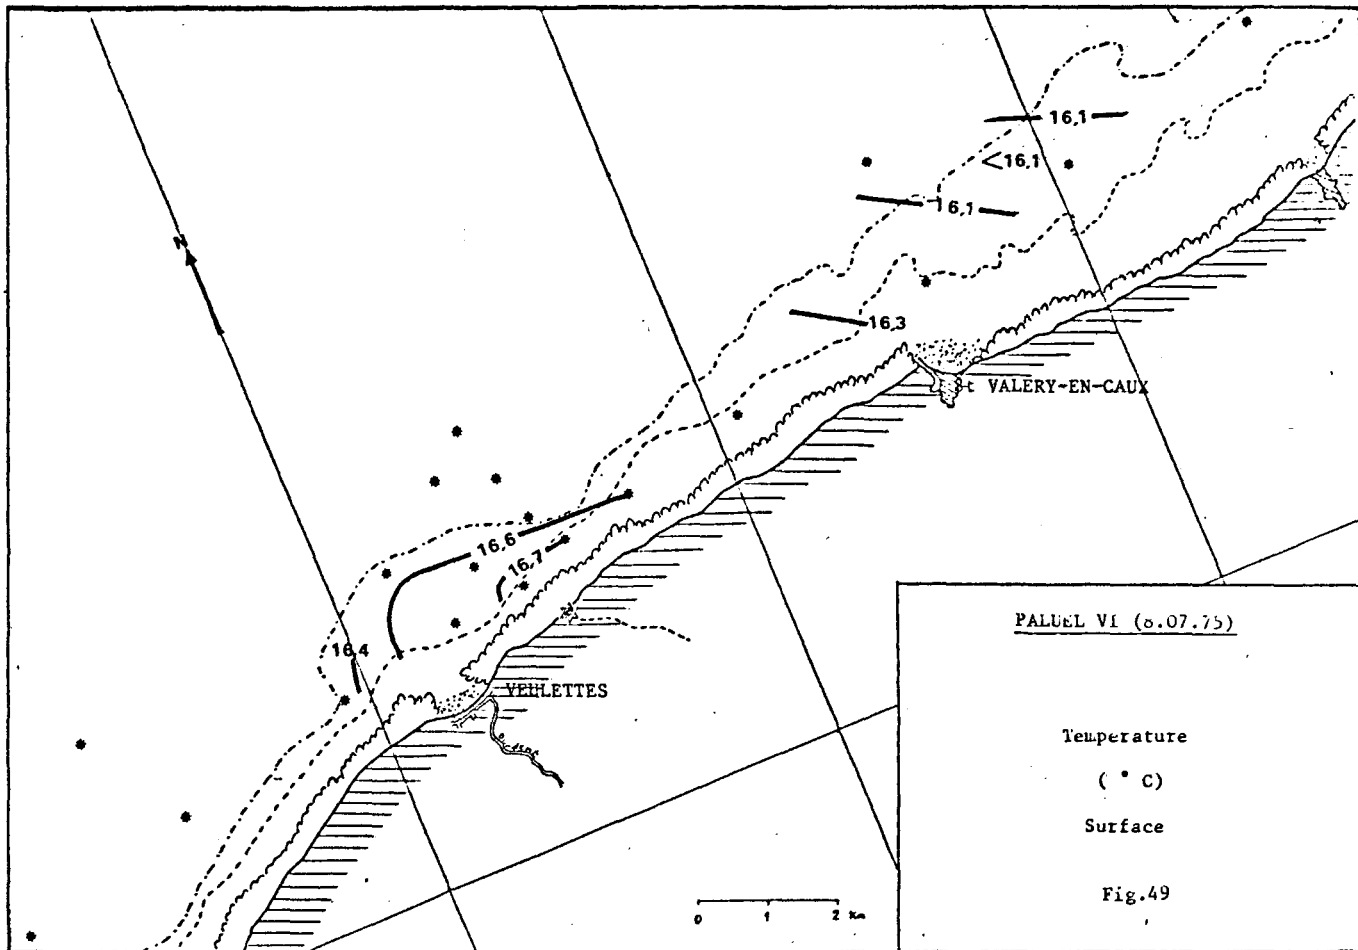 N
16,1
<16,1
16,1
16,3
St VALERY-EN-CAUX
16,6
16,7
16,4
VEULETTES
0 1 2 Km
PALUEL VI (8.07.75)
Temperature
( ° C)
Surface
Fig.49